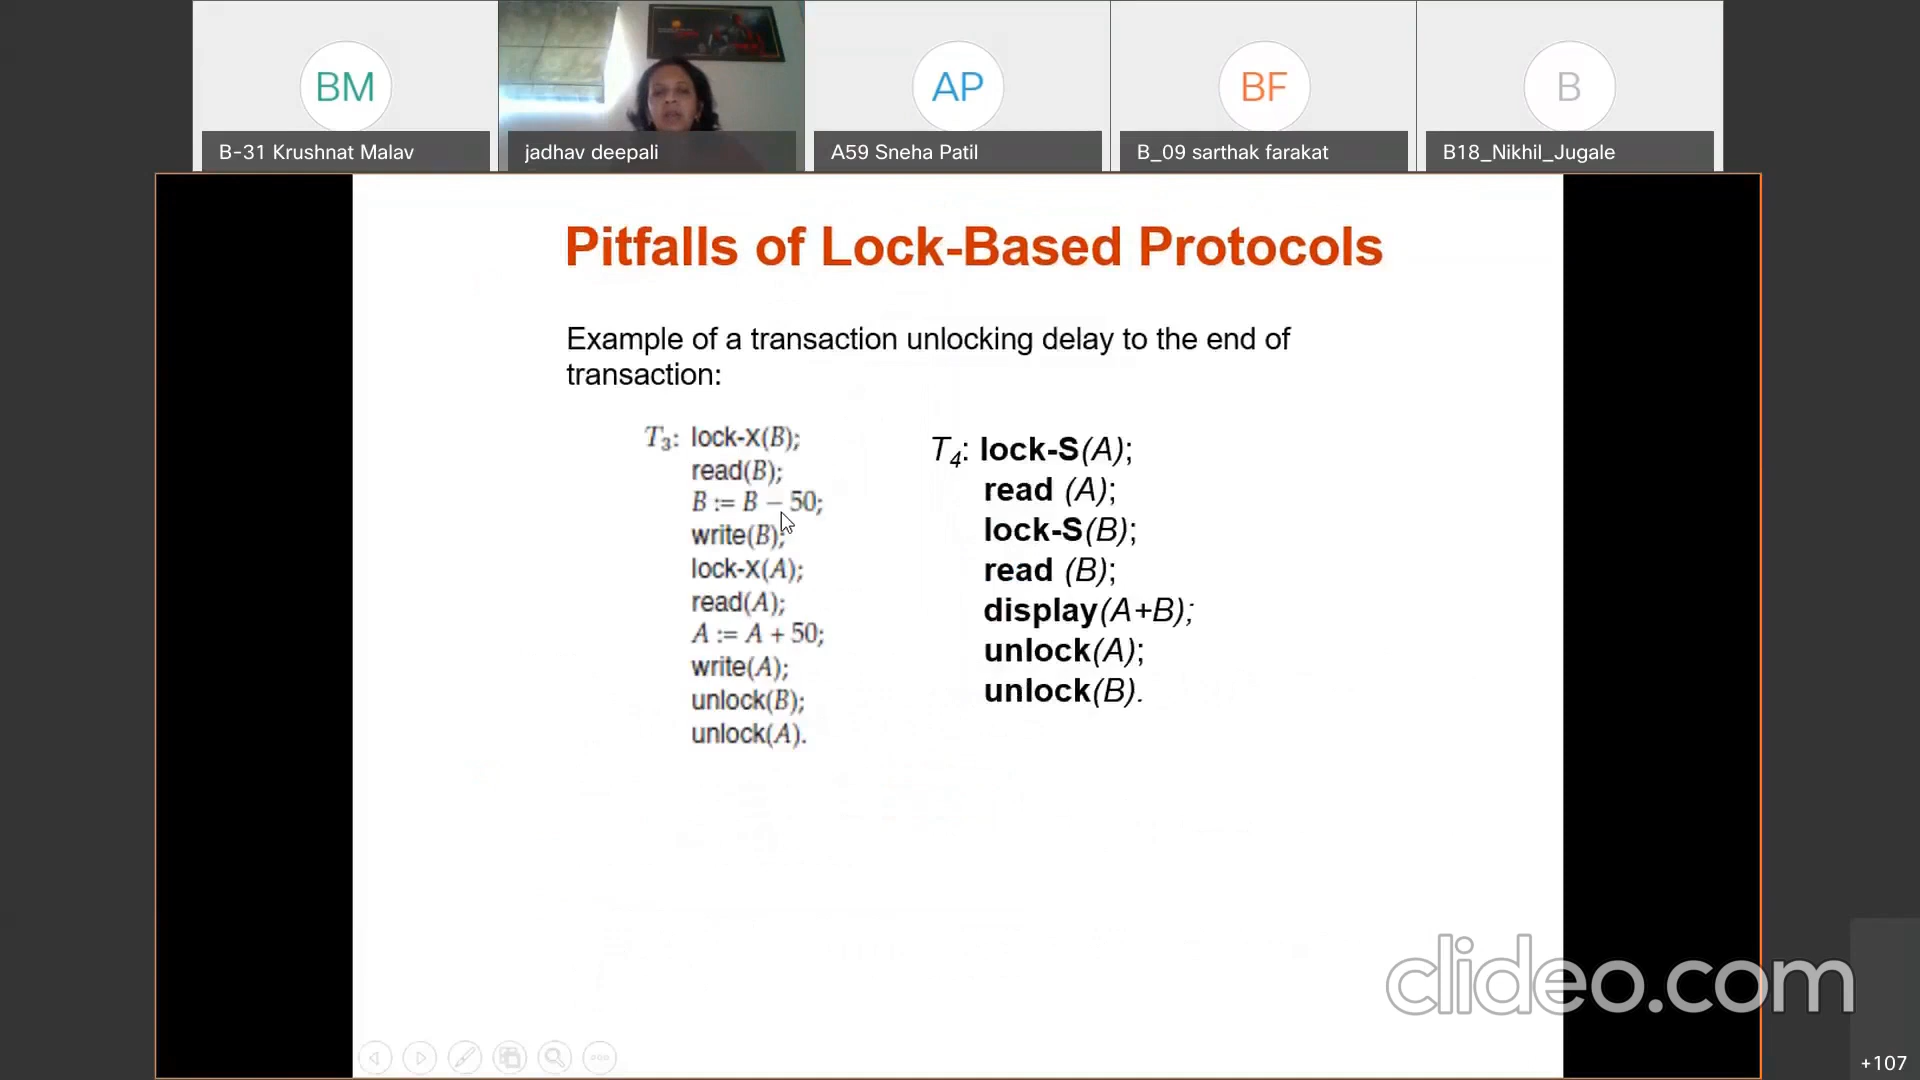 BM
AP
BF
B
B-31 Krushnat Malav
jadhav deepali
A59 Sneha Patil
B_09 sarthak farakat
B18_Nikhil_Jugale
Pitfalls of Lock-Based Protocols
Example of a transaction unlocking delay to the end of
transaction:
T3: lock-X(B);
read(B);
B := B − 50;
write(B);
lock-X(A);
read(A);
A := A + 50;
write(A);
unlock(B);
unlock(A).
T4: lock-S(A);
read (A);
lock-S(B);
read (B);
display(A+B);
unlock(A);
unlock(B).
clideo.com
+107